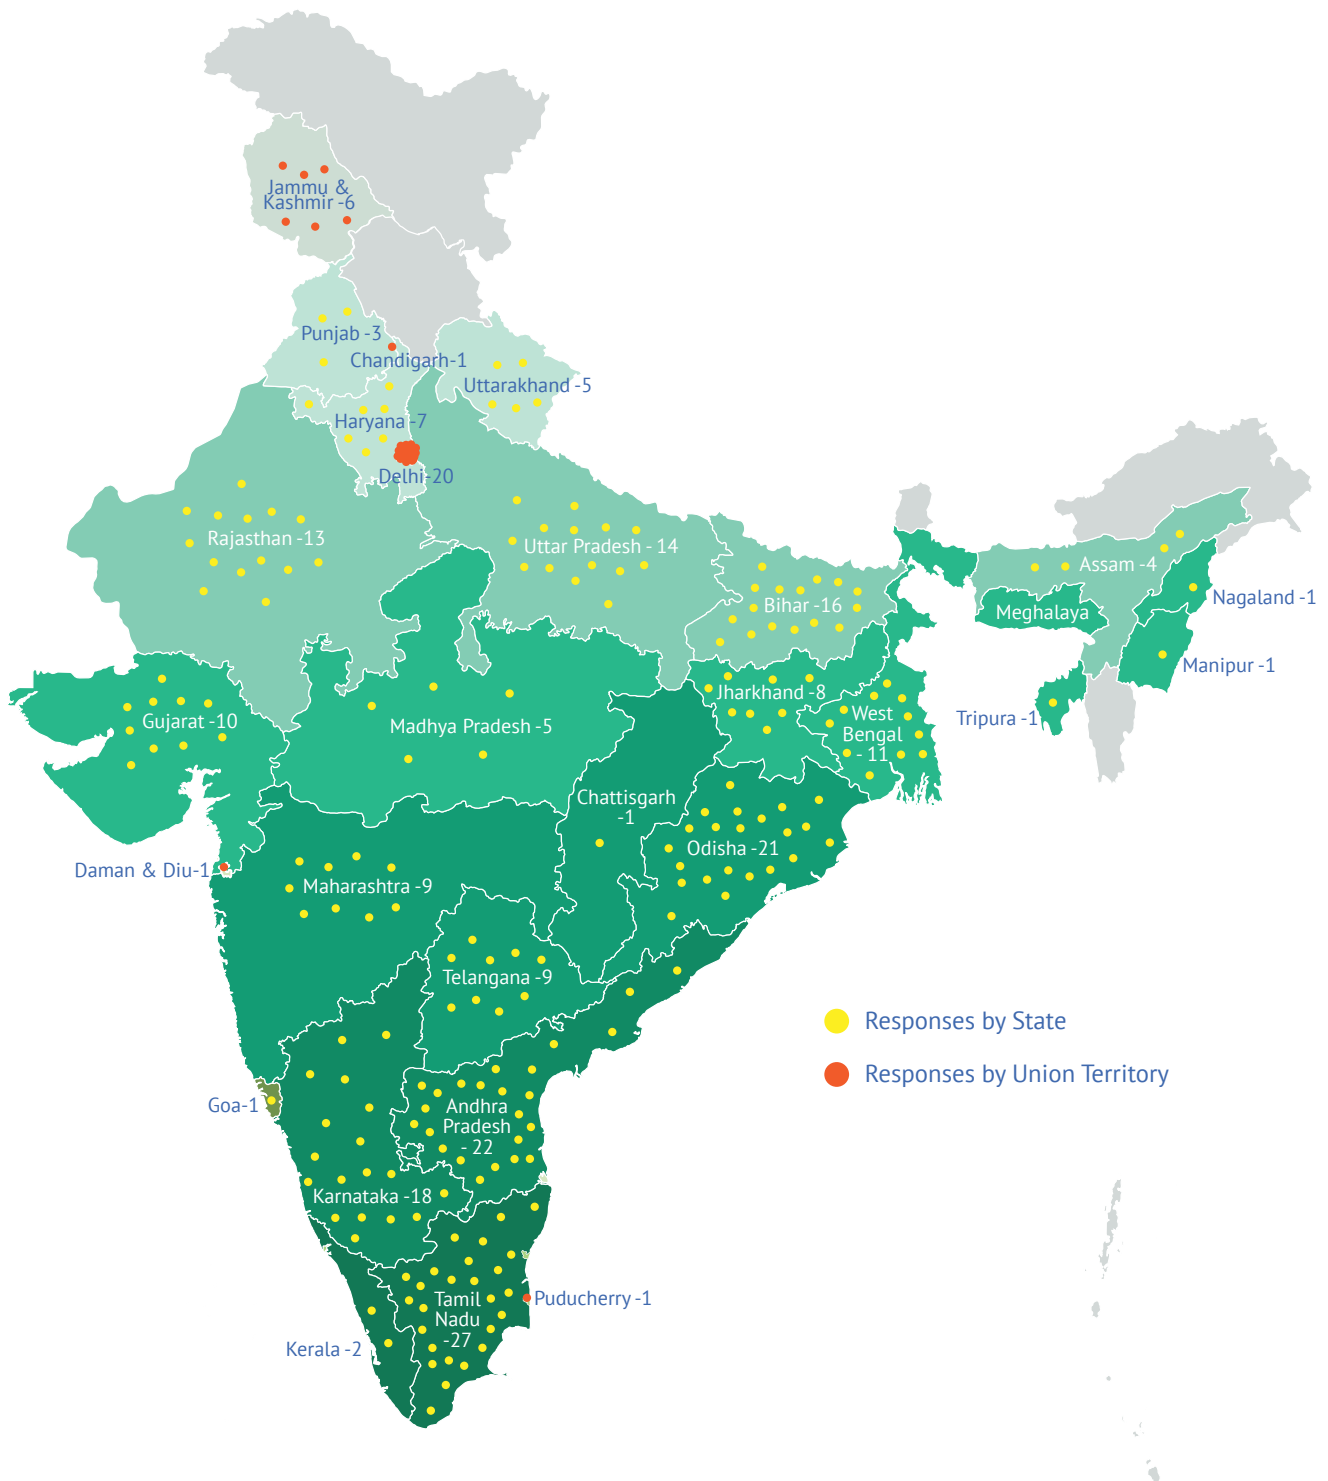 Jammu &
Kashmir -6
Punjab -3
Chandigarh-1
Uttarakhand -5
Haryana -7
Delhi-20
Rajasthan -13
Uttar Pradesh - 14
Bihar -16
Assam -4
Nagaland -1
Meghalaya
Manipur -1
Tripura -1
Jharkhand -8
West
Bengal
- 11
Gujarat -10
Madhya Pradesh -5
Chattisgarh
-1
Odisha -21
Daman & Diu-1
Maharashtra -9
Telangana -9
Responses by State
Responses by Union Territory
Goa-1
Andhra
Pradesh
- 22
Karnataka -18
Tamil
Nadu
-27
Puducherry -1
Kerala -2